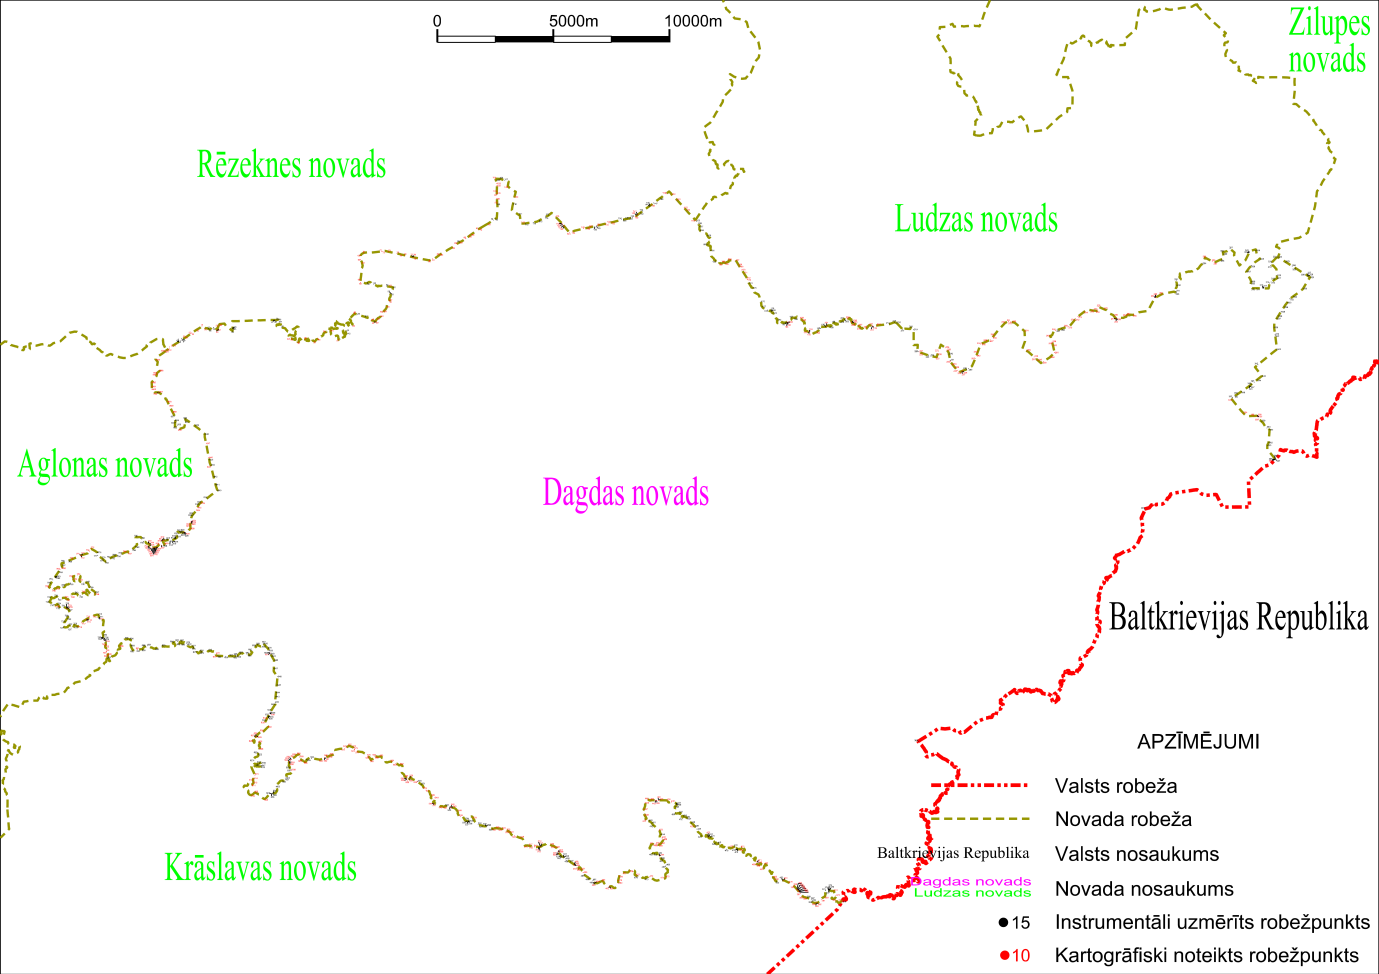 0 5000m 10000m
Zilupes
novads
Rēzeknes novads
Ludzas novads
Aglonas novads
Dagdas novads
Baltkrievijas Republika
Krāslavas novads
APZĪMĒJUMI
Valsts robeža
Novada robeža
Baltkrievijas Republika Valsts nosaukums
Dagdas novads
Ludzas novads
Novada nosaukums
15 Instrumentāli uzmērīts robežpunkts
10 Kartogrāfiski noteikts robežpunkts